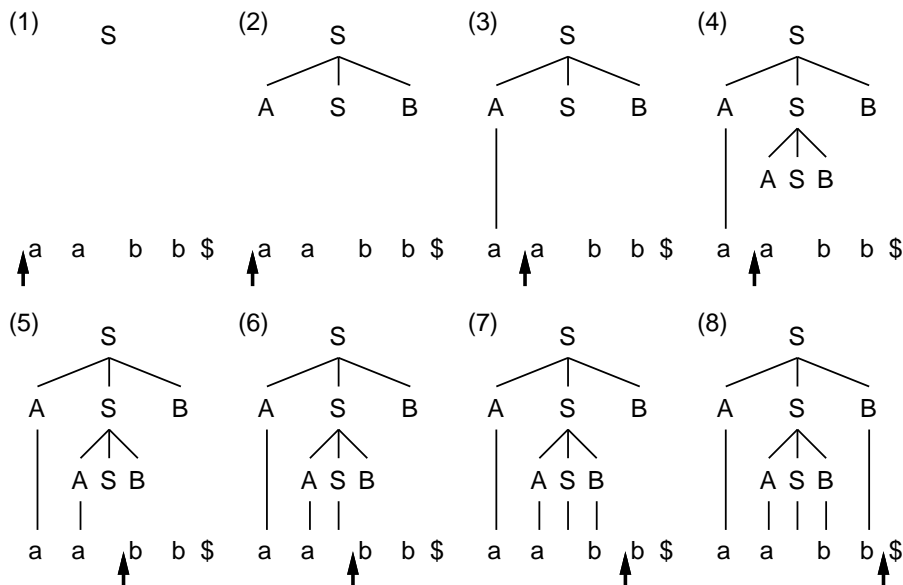 (1) S (2) S (3) S (4) S
A S B A S B A S B
A S B
a a b b $ a a b b $ a a b b $ a a b b $
(5) S (6) S (7) S (8) S
A S B A S B A S B A S B
A S B A S B A S B A S B
a a b b $ a a b b $ a a b b $ a a b b $